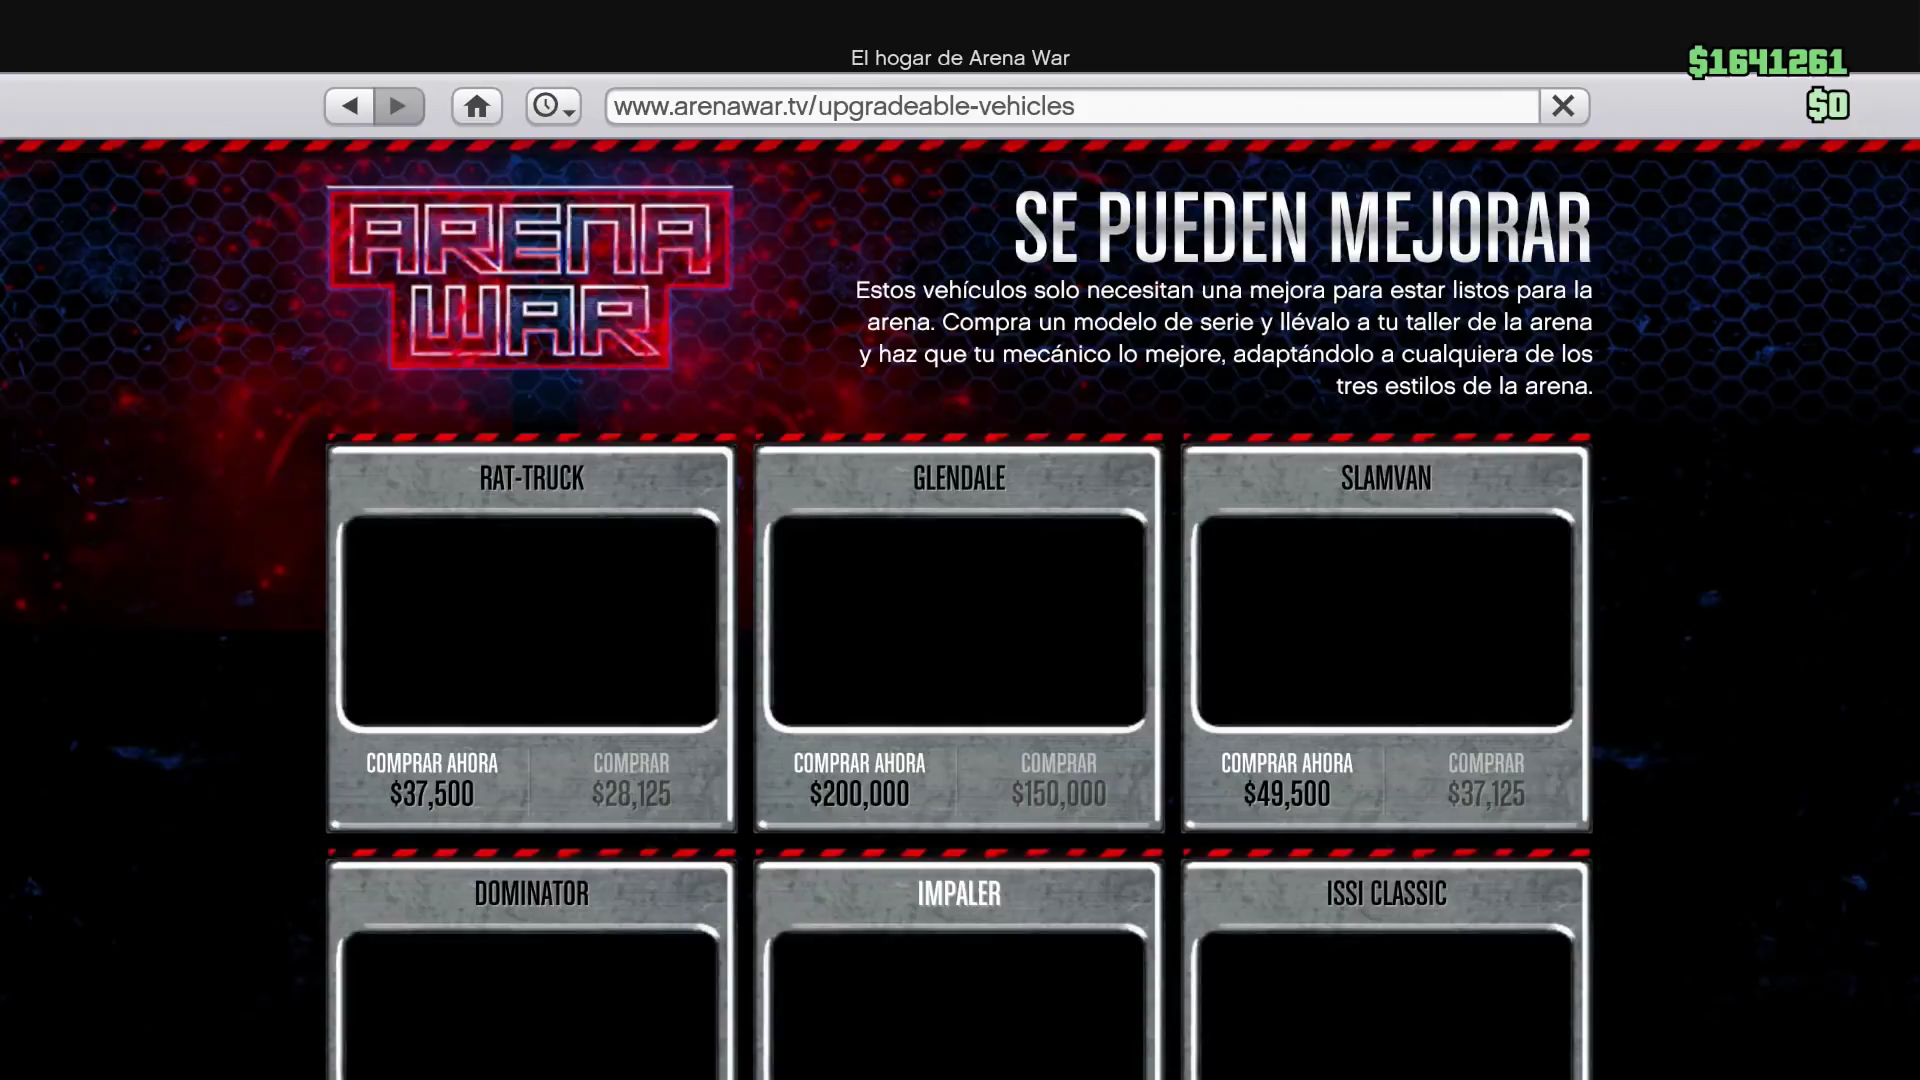 El hogar de Arena War
$1641261
www.arenawar.tv/upgradeable-vehicles
$0
ARENA
WAR
SE PUEDEN MEJORAR
Estos vehículos solo necesitan una mejora para estar listos para la
arena. Compra un modelo de serie y llévalo a tu taller de la arena
y haz que tu mecánico lo mejore, adaptándolo a cualquiera de los
tres estilos de la arena.
RAT-TRUCK
COMPRAR AHORA
$37,500
COMPRAR
$28,125
GLENDALE
COMPRAR AHORA
$200,000
COMPRAR
$150,000
SLAMVAN
COMPRAR AHORA
$49,500
COMPRAR
$37,125
DOMINATOR
IMPALER
ISSI CLASSIC